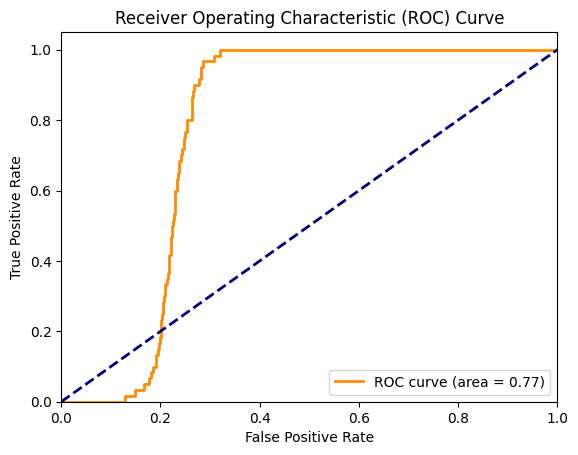 Receiver Operating Characteristic (ROC) Curve
1.0
0.8
0.6
0.4
0.2
0.0
True Positive Rate
ROC curve (area = 0.77)
0.0 0.2 0.4 0.6 0.8 1.0
False Positive Rate